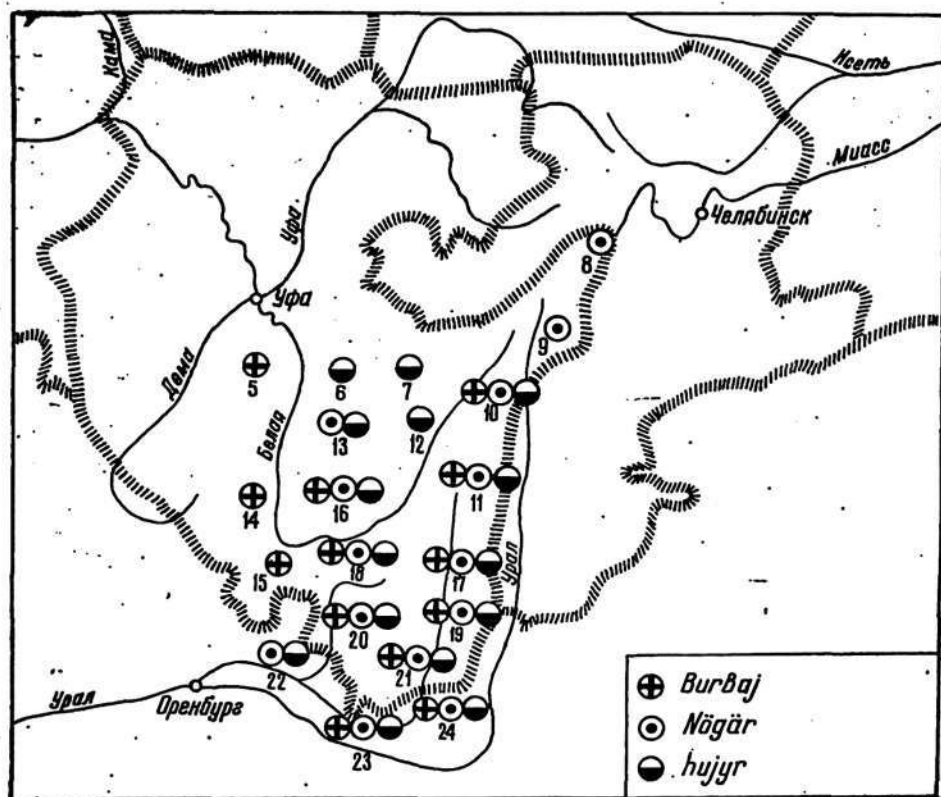 Кама
Исеть
Миасс
Челябинск
Уфа
8
Уфа
9
Дема
5
6
7
10
Белая
13
12
11
14
16
Урал
15
18
17
20
19
22
21
Урал
Оренбург
23
24
Burbaj
Nögär
hujyr